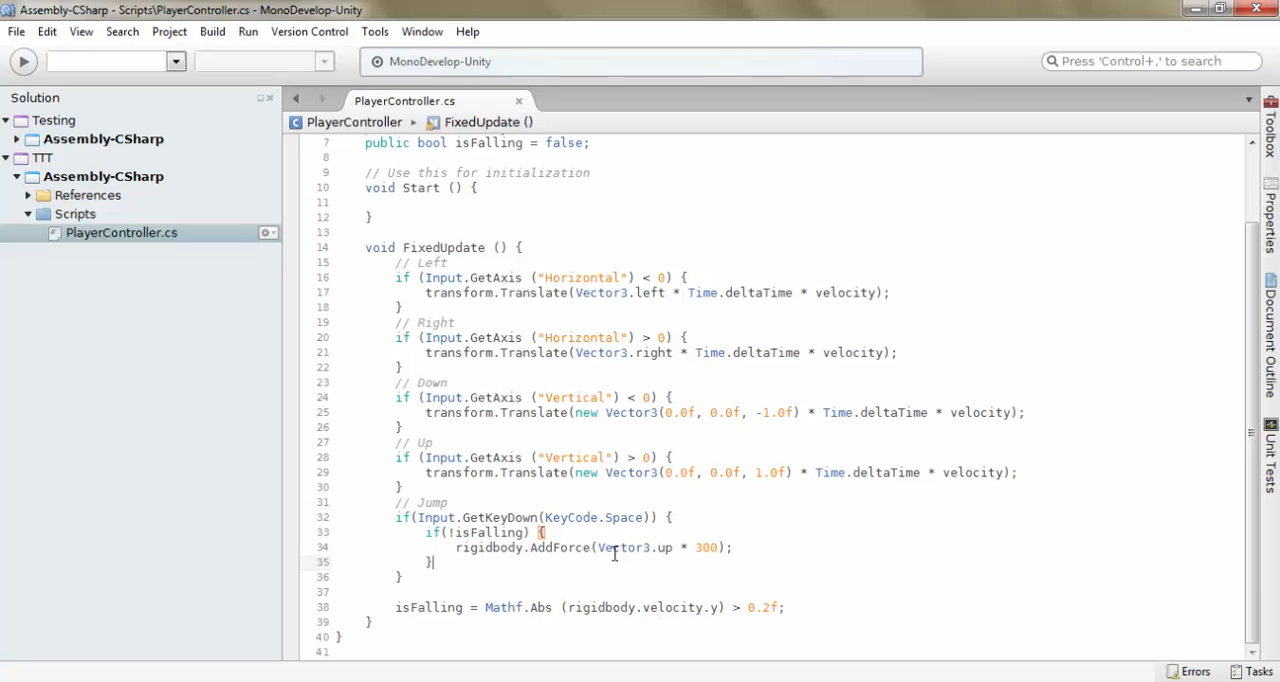 Assembly-CSharp - Scripts\PlayerController.cs - MonoDevelop-Unity
File Edit View Search Project Build Run Version Control Tools Window Help
MonoDevelop-Unity
Press 'Control+,' to search
Solution
Testing
Assembly-CSharp
TTT
Assembly-CSharp
References
Scripts
PlayerController.cs
PlayerController.cs
PlayerController FixedUpdate ()
7 public bool isFalling = false;
8
9 // Use this for initialization
10 void Start () {
11
12 }
13
14 void FixedUpdate () {
15 // Left
16 if (Input.GetAxis ("Horizontal") < 0) {
17 transform.Translate(Vector3.left * Time.deltaTime * velocity);
18 }
19 // Right
20 if (Input.GetAxis ("Horizontal") > 0) {
21 transform.Translate(Vector3.right * Time.deltaTime * velocity);
22 }
23 // Down
24 if (Input.GetAxis ("Vertical") < 0) {
25 transform.Translate(new Vector3(0.0f, 0.0f, -1.0f) * Time.deltaTime * velocity);
26 }
27 // Up
28 if (Input.GetAxis ("Vertical") > 0) {
29 transform.Translate(new Vector3(0.0f, 0.0f, 1.0f) * Time.deltaTime * velocity);
30 }
31 // Jump
32 if(Input.GetKeyDown(KeyCode.Space)) {
33 if(!isFalling) {
34 rigidbody.AddForce(Vector3.up * 300);
35 }
36 }
37
38 isFalling = Mathf.Abs (rigidbody.velocity.y) > 0.2f;
39 }
40 }
41
Toolbox
Properties
Document Outline
Unit Tests
Errors Tasks